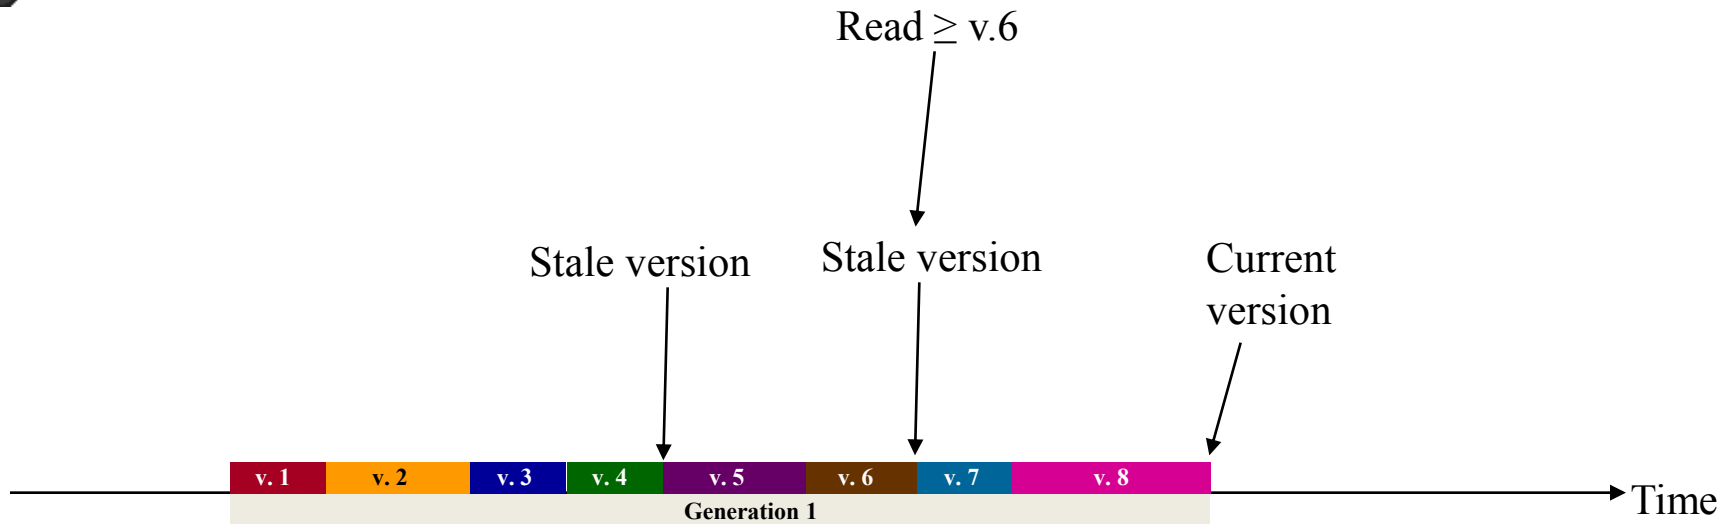 Read ≥ v.6
Stale version
Stale version
Current
version
v. 1
v. 2
v. 3
v. 4
v. 5
v. 6
v. 7
v. 8
Time
Generation 1